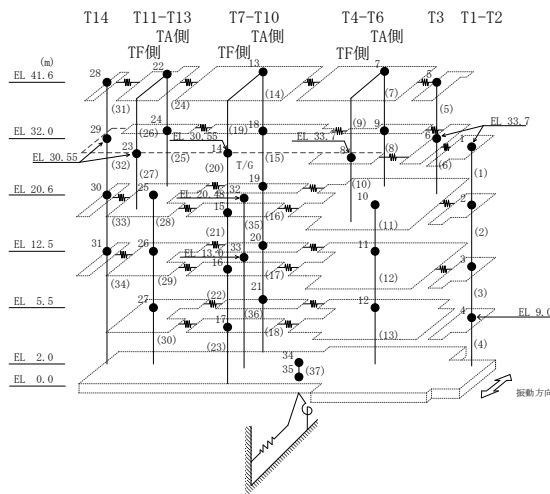 T14 T11-T13 T7-T10 T4-T6 T3 T1-T2
TA側 TA側 TA側
TF側 TF側 TF側
(m)
EL 41.6 28 22 13 7 5
(31) (24) (14) (7) (5)
EL 32.0 29 24 18 9 6 1 EL 33.7
(26) EL 30.55 (19) EL 33.7 (9)
EL 30.55 23 14 8 (8)
(32) (25) (20) T/G (15) (6)
(27) (10) (1)
EL 20.6 30 25 EL 20.48 32 19 10 2
(33) (28) 15 (35) (16) (11) (2)
(21)
EL 12.5 31 26 EL 13.0 33 20 11 3
(34) (29) 16 (17) (12) (3)
EL 5.5 27 (22) 21 12 4 EL 9.0
(30) 17 (36) (18) (13)
(23) (4)
EL 2.0 34
EL 0.0 35 (37)
振動方向